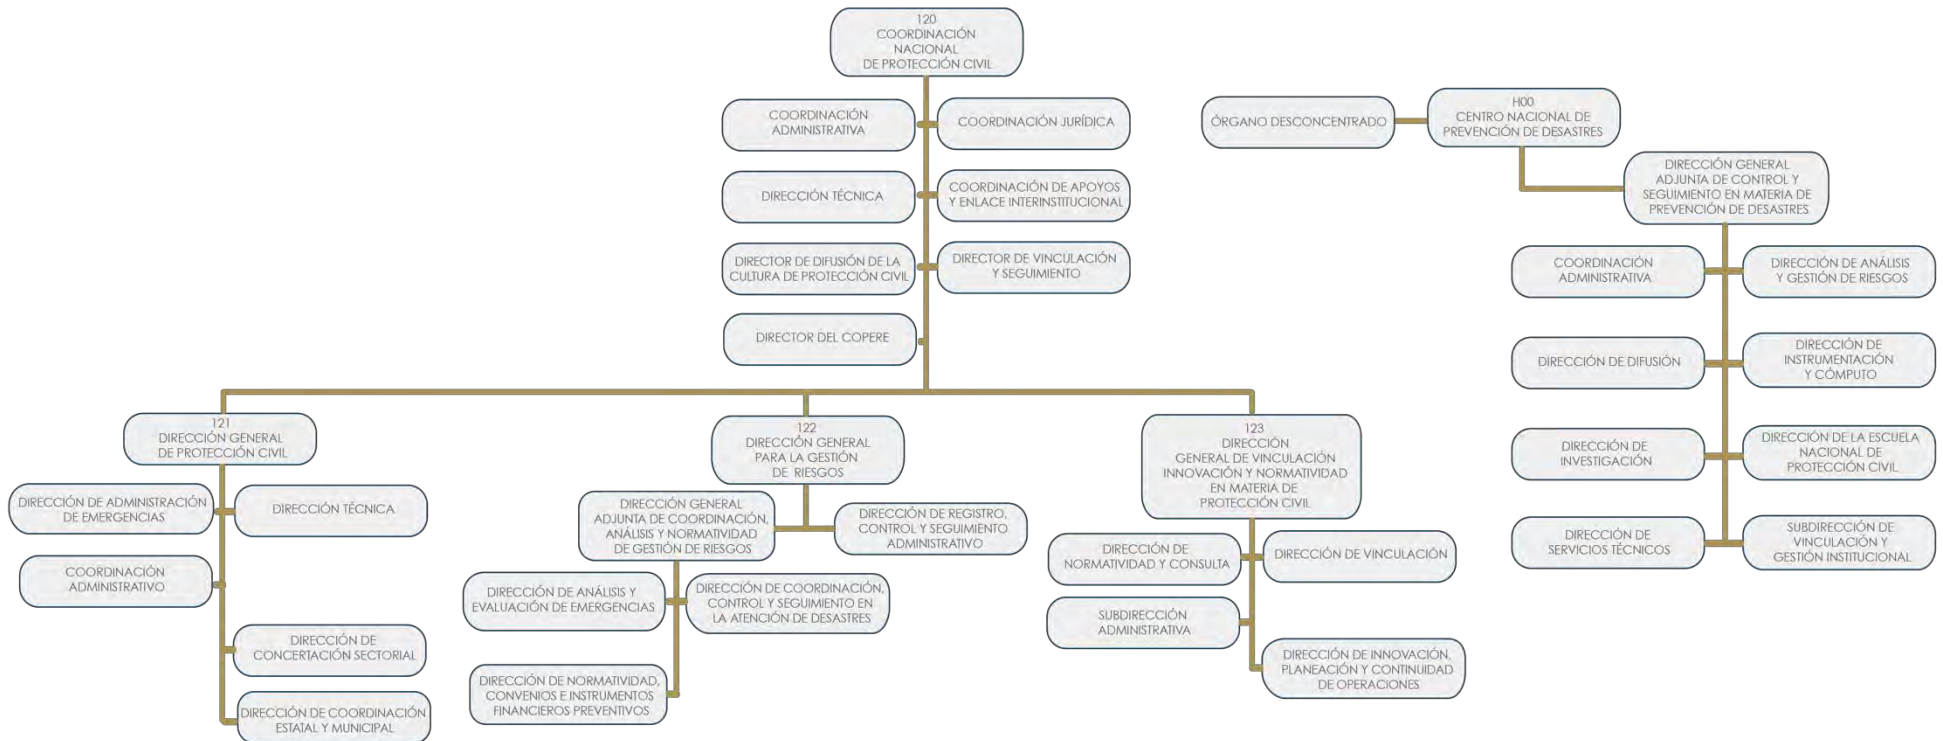 120
COORDINACIÓN
NACIONAL
DE PROTECCIÓN CIVIL
COORDINACIÓN
ADMINISTRATIVA
COORDINACIÓN JURÍDICA
DIRECCIÓN TÉCNICA
COORDINACIÓN DE APOYOS
Y ENLACE INTERINSTITUCIONAL
DIRECTOR DE DIFUSIÓN DE LA
CULTURA DE PROTECCIÓN CIVIL
DIRECTOR DE VINCULACIÓN
Y SEGUIMIENTO
DIRECTOR DEL COPERE
121
DIRECCIÓN GENERAL
DE PROTECCIÓN CIVIL
DIRECCIÓN DE ADMINISTRACIÓN
DE EMERGENCIAS
DIRECCIÓN TÉCNICA
COORDINACIÓN
ADMINISTRATIVO
DIRECCIÓN DE
CONCERTACIÓN SECTORIAL
DIRECCIÓN DE COORDINACIÓN
ESTATAL Y MUNICIPAL
122
DIRECCIÓN GENERAL
PARA LA GESTIÓN
DE RIESGOS
DIRECCIÓN GENERAL
ADJUNTA DE COORDINACIÓN,
ANÁLISIS Y NORMATIVIDAD
DE GESTIÓN DE RIESGOS
DIRECCIÓN DE REGISTRO,
CONTROL Y SEGUIMIENTO
ADMINISTRATIVO
DIRECCIÓN DE ANÁLISIS Y
EVALUACIÓN DE EMERGENCIAS
DIRECCIÓN DE COORDINACIÓN,
CONTROL Y SEGUIMIENTO EN
LA ATENCIÓN DE DESASTRES
DIRECCIÓN DE NORMATIVIDAD,
CONVENIOS E INSTRUMENTOS
FINANCIEROS PREVENTIVOS
123
DIRECCIÓN
GENERAL DE VINCULACIÓN
INNOVACIÓN Y NORMATIVIDAD
EN MATERIA DE
PROTECCIÓN CIVIL
DIRECCIÓN DE
NORMATIVIDAD Y CONSULTA
DIRECCIÓN DE VINCULACIÓN
SUBDIRECCIÓN
ADMINISTRATIVA
DIRECCIÓN DE INNOVACIÓN,
PLANEACIÓN Y CONTINUIDAD
DE OPERACIONES
ÓRGANO DESCONCENTRADO
H00
CENTRO NACIONAL DE
PREVENCIÓN DE DESASTRES
DIRECCIÓN GENERAL
ADJUNTA DE CONTROL Y
SEGUIMIENTO EN MATERIA DE
PREVENCIÓN DE DESASTRES
COORDINACIÓN
ADMINISTRATIVA
DIRECCIÓN DE ANÁLISIS
Y GESTIÓN DE RIESGOS
DIRECCIÓN DE DIFUSIÓN
DIRECCIÓN DE
INSTRUMENTACIÓN
Y CÓMPUTO
DIRECCIÓN DE
INVESTIGACIÓN
DIRECCIÓN DE LA ESCUELA
NACIONAL DE
PROTECCIÓN CIVIL
DIRECCIÓN DE
SERVICIOS TÉCNICOS
SUBDIRECCIÓN DE
VINCULACIÓN Y
GESTIÓN INSTITUCIONAL